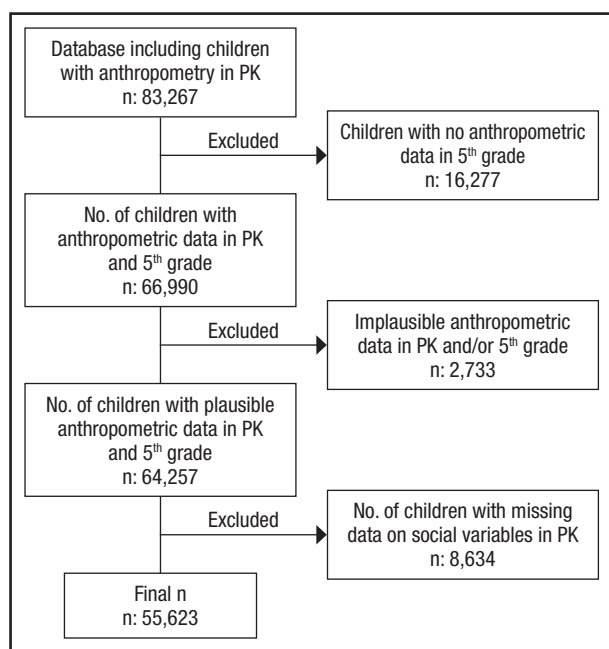 Database including children
with anthropometry in PK
n: 83,267
Excluded
Children with no anthropometric
data in 5th grade
n: 16,277
No. of children with
anthropometric data in PK
and 5th grade
n: 66,990
Excluded
Implausible anthropometric
data in PK and/or 5th grade
n: 2,733
No. of children with plausible
anthropometric data in PK
and 5th grade
n: 64,257
Excluded
No. of children with missing
data on social variables in PK
n: 8,634
Final n
n: 55,623